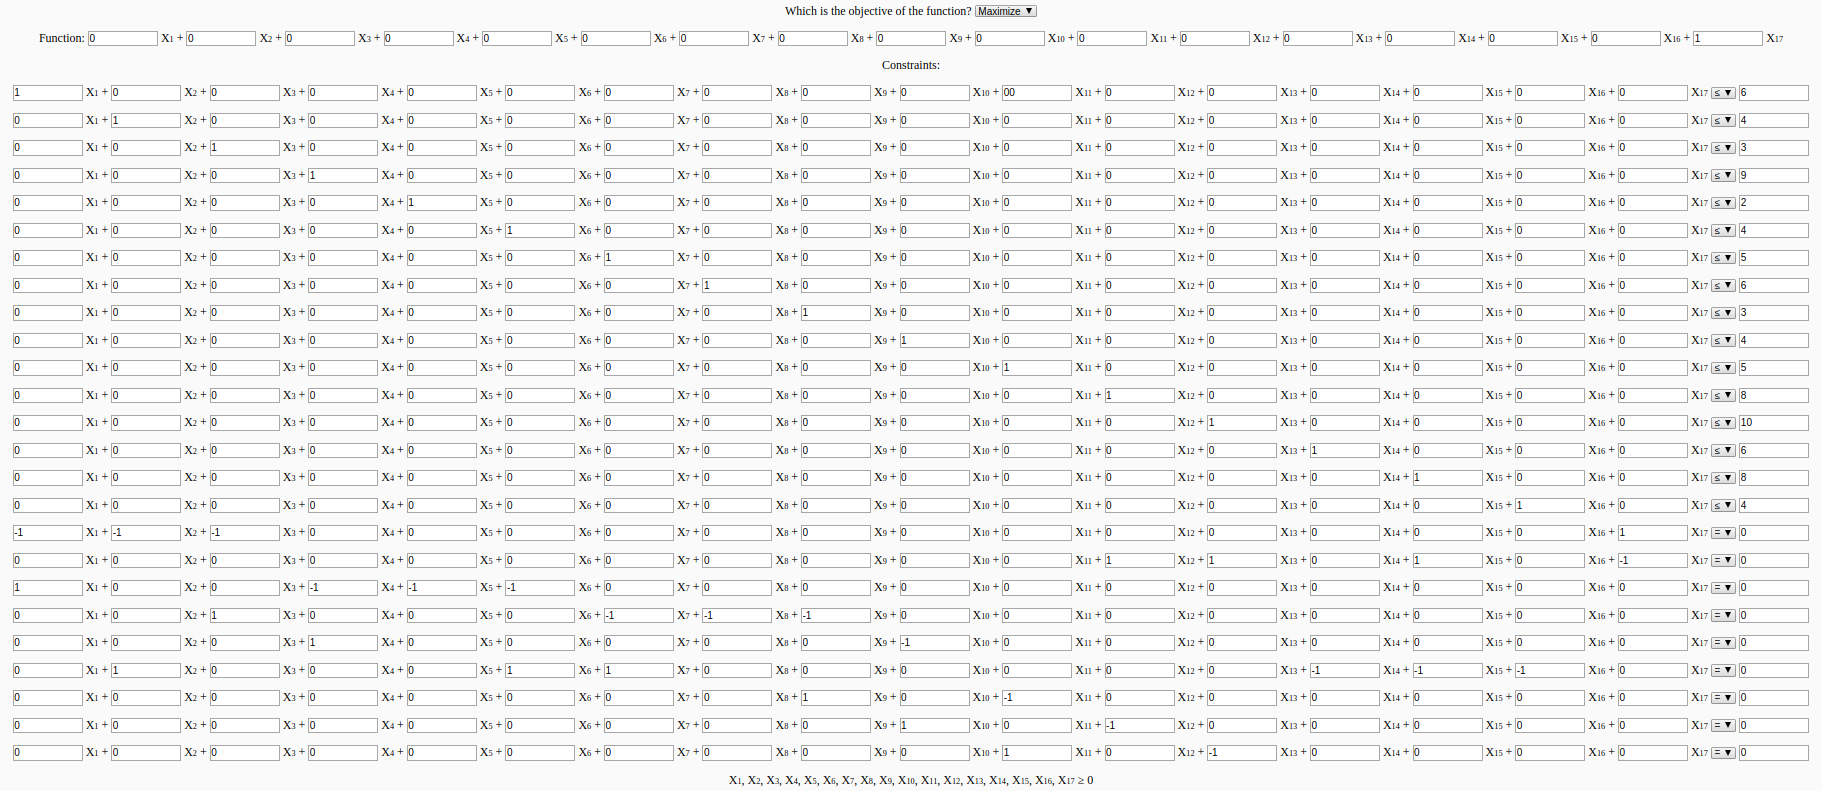 Which is the objective of the function? Maximize ▼
Function: 0 X1 + 0 X2 + 0 X3 + 0 X4 + 0 X5 + 0 X6 + 0 X7 + 0 X8 + 0 X9 + 0 X10 + 0 X11 + 0 X12 + 0 X13 + 0 X14 + 0 X15 + 0 X16 + 1 X17
Constraints:
1 X1 + 0 X2 + 0 X3 + 0 X4 + 0 X5 + 0 X6 + 0 X7 + 0 X8 + 0 X9 + 0 X10 + 00 X11 + 0 X12 + 0 X13 + 0 X14 + 0 X15 + 0 X16 + 0 X17 ≤ ▼ 6
0 X1 + 1 X2 + 0 X3 + 0 X4 + 0 X5 + 0 X6 + 0 X7 + 0 X8 + 0 X9 + 0 X10 + 0 X11 + 0 X12 + 0 X13 + 0 X14 + 0 X15 + 0 X16 + 0 X17 ≤ ▼ 4
0 X1 + 0 X2 + 1 X3 + 0 X4 + 0 X5 + 0 X6 + 0 X7 + 0 X8 + 0 X9 + 0 X10 + 0 X11 + 0 X12 + 0 X13 + 0 X14 + 0 X15 + 0 X16 + 0 X17 ≤ ▼ 3
0 X1 + 0 X2 + 0 X3 + 1 X4 + 0 X5 + 0 X6 + 0 X7 + 0 X8 + 0 X9 + 0 X10 + 0 X11 + 0 X12 + 0 X13 + 0 X14 + 0 X15 + 0 X16 + 0 X17 ≤ ▼ 9
0 X1 + 0 X2 + 0 X3 + 0 X4 + 1 X5 + 0 X6 + 0 X7 + 0 X8 + 0 X9 + 0 X10 + 0 X11 + 0 X12 + 0 X13 + 0 X14 + 0 X15 + 0 X16 + 0 X17 ≤ ▼ 2
0 X1 + 0 X2 + 0 X3 + 0 X4 + 0 X5 + 1 X6 + 0 X7 + 0 X8 + 0 X9 + 0 X10 + 0 X11 + 0 X12 + 0 X13 + 0 X14 + 0 X15 + 0 X16 + 0 X17 ≤ ▼ 4
0 X1 + 0 X2 + 0 X3 + 0 X4 + 0 X5 + 0 X6 + 1 X7 + 0 X8 + 0 X9 + 0 X10 + 0 X11 + 0 X12 + 0 X13 + 0 X14 + 0 X15 + 0 X16 + 0 X17 ≤ ▼ 5
0 X1 + 0 X2 + 0 X3 + 0 X4 + 0 X5 + 0 X6 + 0 X7 + 1 X8 + 0 X9 + 0 X10 + 0 X11 + 0 X12 + 0 X13 + 0 X14 + 0 X15 + 0 X16 + 0 X17 ≤ ▼ 6
0 X1 + 0 X2 + 0 X3 + 0 X4 + 0 X5 + 0 X6 + 0 X7 + 0 X8 + 1 X9 + 0 X10 + 0 X11 + 0 X12 + 0 X13 + 0 X14 + 0 X15 + 0 X16 + 0 X17 ≤ ▼ 3
0 X1 + 0 X2 + 0 X3 + 0 X4 + 0 X5 + 0 X6 + 0 X7 + 0 X8 + 0 X9 + 1 X10 + 0 X11 + 0 X12 + 0 X13 + 0 X14 + 0 X15 + 0 X16 + 0 X17 ≤ ▼ 4
0 X1 + 0 X2 + 0 X3 + 0 X4 + 0 X5 + 0 X6 + 0 X7 + 0 X8 + 0 X9 + 0 X10 + 1 X11 + 0 X12 + 0 X13 + 0 X14 + 0 X15 + 0 X16 + 0 X17 ≤ ▼ 5
0 X1 + 0 X2 + 0 X3 + 0 X4 + 0 X5 + 0 X6 + 0 X7 + 0 X8 + 0 X9 + 0 X10 + 0 X11 + 1 X12 + 0 X13 + 0 X14 + 0 X15 + 0 X16 + 0 X17 ≤ ▼ 8
0 X1 + 0 X2 + 0 X3 + 0 X4 + 0 X5 + 0 X6 + 0 X7 + 0 X8 + 0 X9 + 0 X10 + 0 X11 + 0 X12 + 1 X13 + 0 X14 + 0 X15 + 0 X16 + 0 X17 ≤ ▼ 10
0 X1 + 0 X2 + 0 X3 + 0 X4 + 0 X5 + 0 X6 + 0 X7 + 0 X8 + 0 X9 + 0 X10 + 0 X11 + 0 X12 + 0 X13 + 1 X14 + 0 X15 + 0 X16 + 0 X17 ≤ ▼ 6
0 X1 + 0 X2 + 0 X3 + 0 X4 + 0 X5 + 0 X6 + 0 X7 + 0 X8 + 0 X9 + 0 X10 + 0 X11 + 0 X12 + 0 X13 + 0 X14 + 1 X15 + 0 X16 + 0 X17 ≤ ▼ 8
0 X1 + 0 X2 + 0 X3 + 0 X4 + 0 X5 + 0 X6 + 0 X7 + 0 X8 + 0 X9 + 0 X10 + 0 X11 + 0 X12 + 0 X13 + 0 X14 + 0 X15 + 1 X16 + 0 X17 ≤ ▼ 4
-1 X1 + -1 X2 + -1 X3 + 0 X4 + 0 X5 + 0 X6 + 0 X7 + 0 X8 + 0 X9 + 0 X10 + 0 X11 + 0 X12 + 0 X13 + 0 X14 + 0 X15 + 0 X16 + 1 X17 = ▼ 0
0 X1 + 0 X2 + 0 X3 + 0 X4 + 0 X5 + 0 X6 + 0 X7 + 0 X8 + 0 X9 + 0 X10 + 0 X11 + 1 X12 + 1 X13 + 0 X14 + 1 X15 + 0 X16 + -1 X17 = ▼ 0
1 X1 + 0 X2 + 0 X3 + -1 X4 + -1 X5 + -1 X6 + 0 X7 + 0 X8 + 0 X9 + 0 X10 + 0 X11 + 0 X12 + 0 X13 + 0 X14 + 0 X15 + 0 X16 + 0 X17 = ▼ 0
0 X1 + 0 X2 + 1 X3 + 0 X4 + 0 X5 + 0 X6 + -1 X7 + -1 X8 + -1 X9 + 0 X10 + 0 X11 + 0 X12 + 0 X13 + 0 X14 + 0 X15 + 0 X16 + 0 X17 = ▼ 0
0 X1 + 0 X2 + 0 X3 + 1 X4 + 0 X5 + 0 X6 + 0 X7 + 0 X8 + 0 X9 + -1 X10 + 0 X11 + 0 X12 + 0 X13 + 0 X14 + 0 X15 + 0 X16 + 0 X17 = ▼ 0
0 X1 + 1 X2 + 0 X3 + 0 X4 + 0 X5 + 1 X6 + 1 X7 + 0 X8 + 0 X9 + 0 X10 + 0 X11 + 0 X12 + 0 X13 + -1 X14 + -1 X15 + -1 X16 + 0 X17 = ▼ 0
0 X1 + 0 X2 + 0 X3 + 0 X4 + 0 X5 + 0 X6 + 0 X7 + 0 X8 + 1 X9 + 0 X10 + -1 X11 + 0 X12 + 0 X13 + 0 X14 + 0 X15 + 0 X16 + 0 X17 = ▼ 0
0 X1 + 0 X2 + 0 X3 + 0 X4 + 0 X5 + 0 X6 + 0 X7 + 0 X8 + 0 X9 + 1 X10 + 0 X11 + -1 X12 + 0 X13 + 0 X14 + 0 X15 + 0 X16 + 0 X17 = ▼ 0
0 X1 + 0 X2 + 0 X3 + 0 X4 + 0 X5 + 0 X6 + 0 X7 + 0 X8 + 0 X9 + 0 X10 + 1 X11 + 0 X12 + -1 X13 + 0 X14 + 0 X15 + 0 X16 + 0 X17 = ▼ 0
X1, X2, X3, X4, X5, X6, X7, X8, X9, X10, X11, X12, X13, X14, X15, X16, X17 ≥ 0